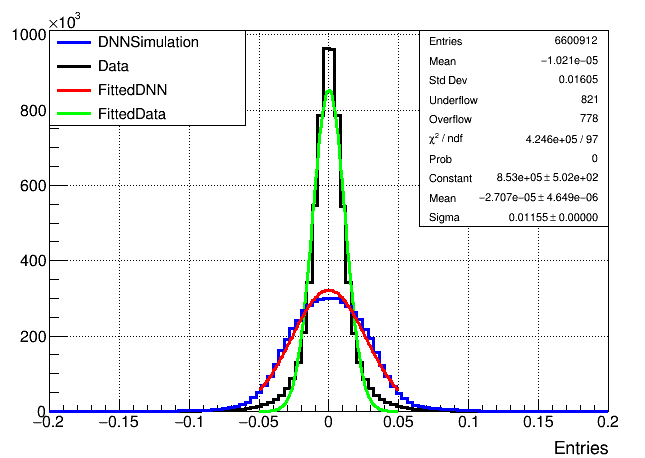 ×10³
1000
800
600
400
200
0
−0.2 −0.15 −0.1 −0.05 0 0.05 0.1 0.15 0.2
Entries
DNNSimulation
Data
FittedDNN
FittedData
Entries 6600912
Mean −1.021e−05
Std Dev 0.01605
Underflow 821
Overflow 778
χ² / ndf 4.246e+05 / 97
Prob 0
Constant 8.53e+05 ± 5.02e+02
Mean −2.707e−05 ± 4.649e−06
Sigma 0.01155 ± 0.00000